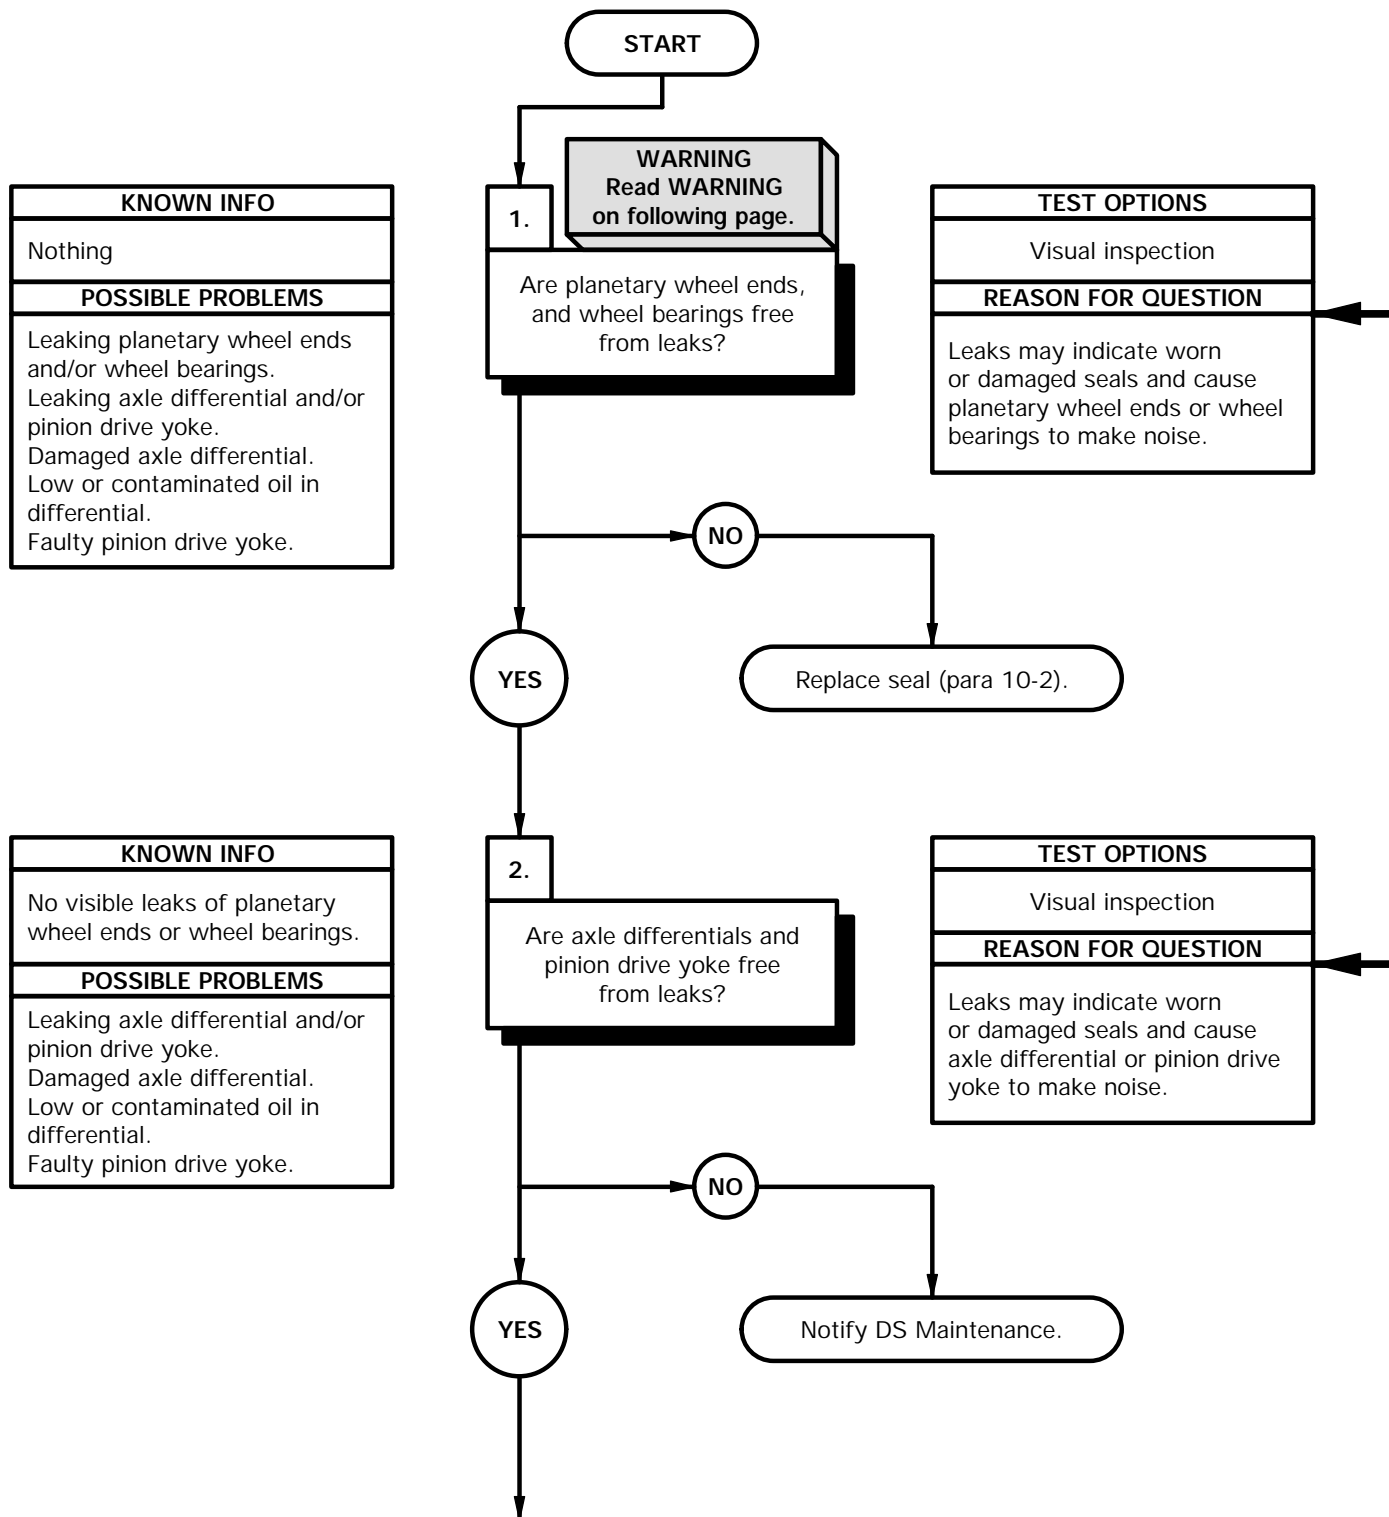 START
WARNING
Read WARNING
on following page.
KNOWN INFO
Nothing
POSSIBLE PROBLEMS
Leaking planetary wheel ends
and/or wheel bearings.
Leaking axle differential and/or
pinion drive yoke.
Damaged axle differential.
Low or contaminated oil in
differential.
Faulty pinion drive yoke.
1.
Are planetary wheel ends,
and wheel bearings free
from leaks?
TEST OPTIONS
Visual inspection
REASON FOR QUESTION
Leaks may indicate worn
or damaged seals and cause
planetary wheel ends or wheel
bearings to make noise.
NO
YES
Replace seal (para 10-2).
KNOWN INFO
No visible leaks of planetary
wheel ends or wheel bearings.
POSSIBLE PROBLEMS
Leaking axle differential and/or
pinion drive yoke.
Damaged axle differential.
Low or contaminated oil in
differential.
Faulty pinion drive yoke.
2.
Are axle differentials and
pinion drive yoke free
from leaks?
TEST OPTIONS
Visual inspection
REASON FOR QUESTION
Leaks may indicate worn
or damaged seals and cause
axle differential or pinion drive
yoke to make noise.
NO
YES
Notify DS Maintenance.